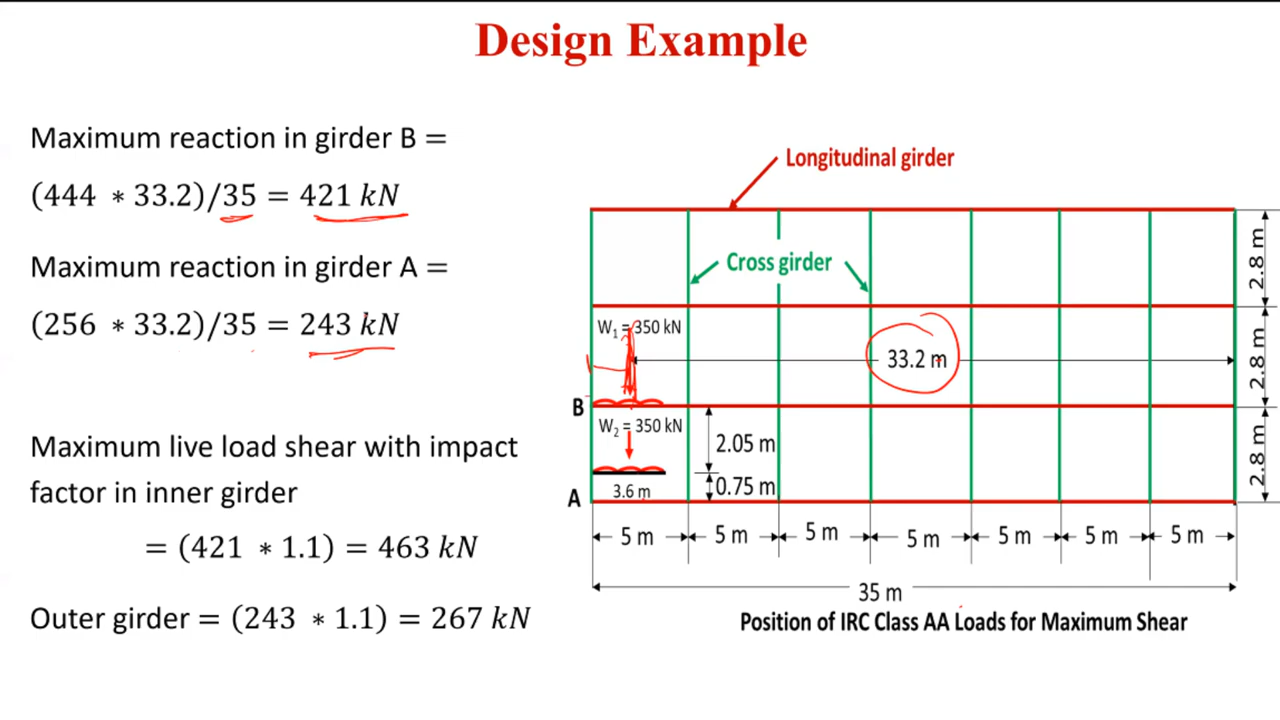 Design Example
Maximum reaction in girder B =
(444 * 33.2)/35 = 421 kN
Maximum reaction in girder A =
(256 * 33.2)/35 = 243 kN
Maximum live load shear with impact
factor in inner girder
= (421 * 1.1) = 463 kN
Outer girder = (243 * 1.1) = 267 kN
Longitudinal girder
Cross girder
W₁ = 350 kN
33.2 m
B
W₂ = 350 kN
2.05 m
3.6 m
0.75 m
A
2.8 m
2.8 m
2.8 m
5 m 5 m 5 m 5 m 5 m 5 m 5 m
35 m
Position of IRC Class AA Loads for Maximum Shear